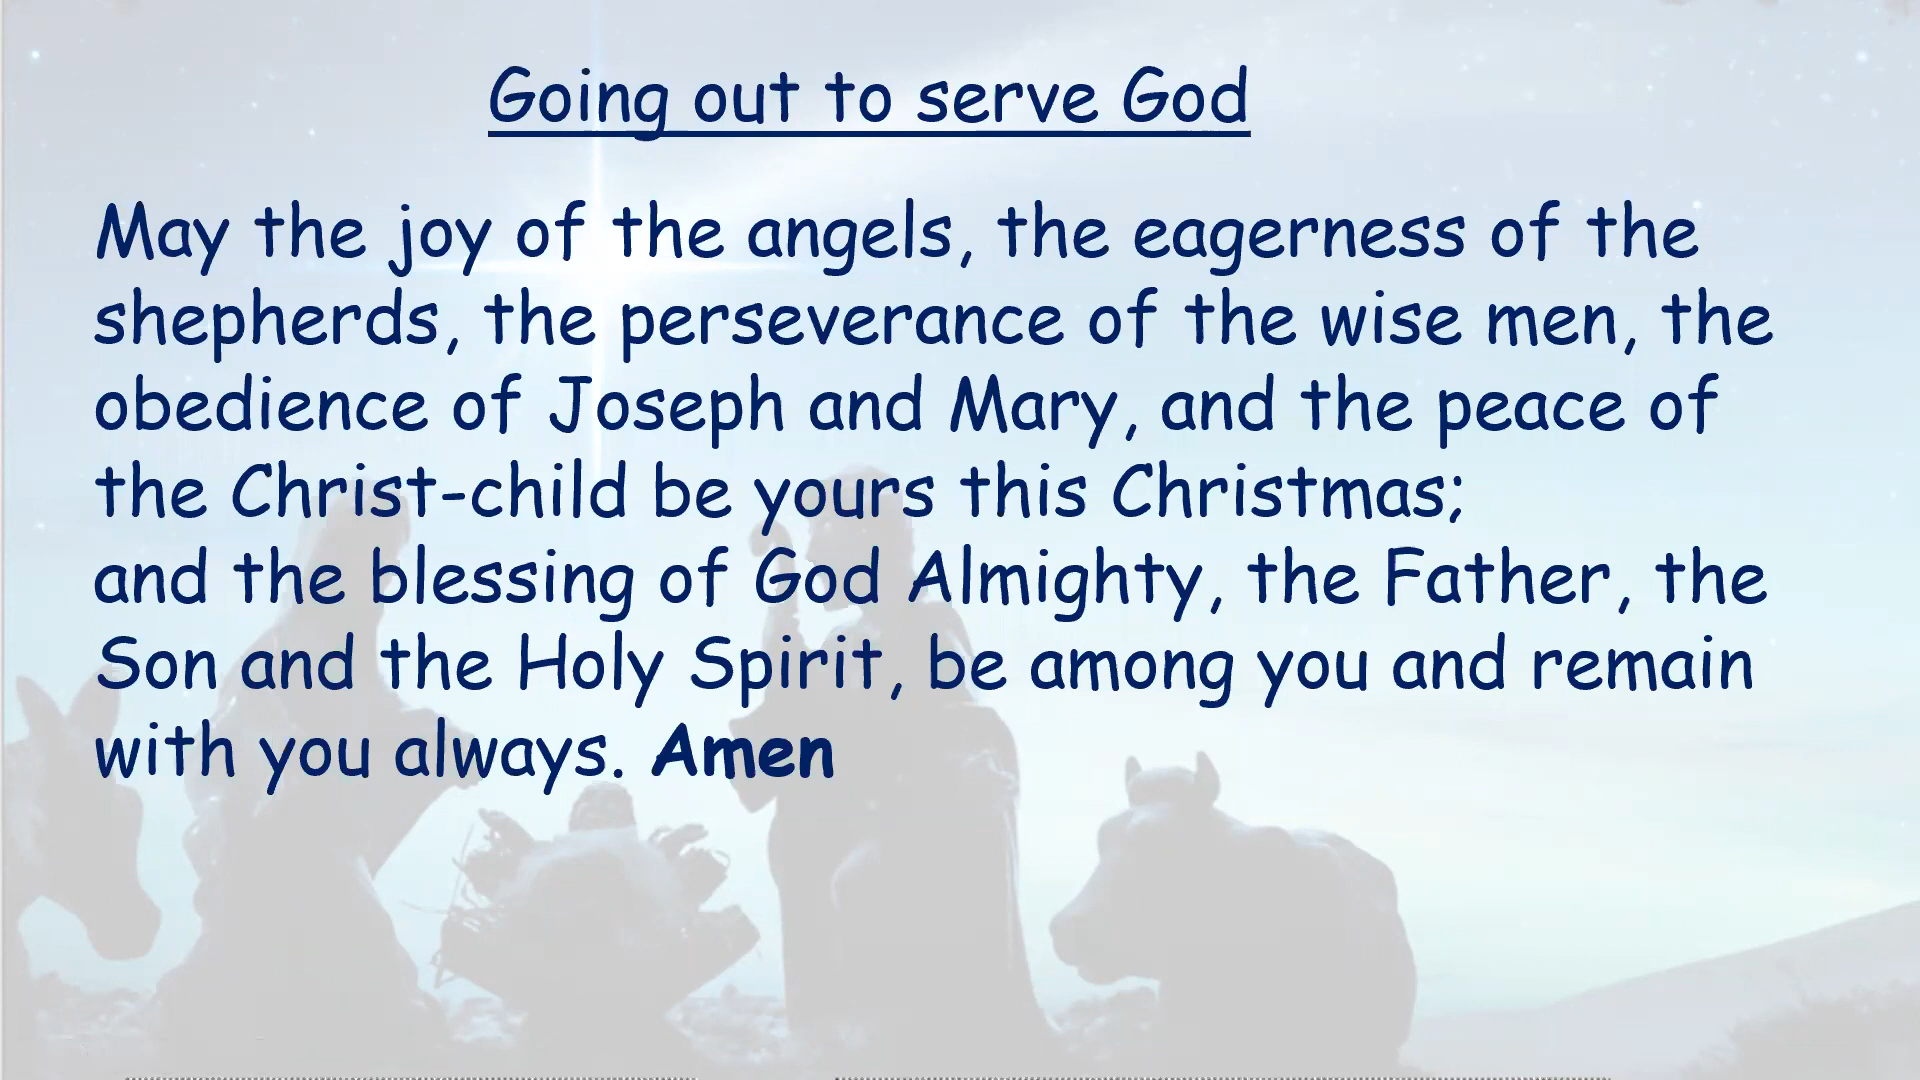 Going out to serve God
May the joy of the angels, the eagerness of the
shepherds, the perseverance of the wise men, the
obedience of Joseph and Mary, and the peace of
the Christ-child be yours this Christmas;
and the blessing of God Almighty, the Father, the
Son and the Holy Spirit, be among you and remain
with you always. Amen